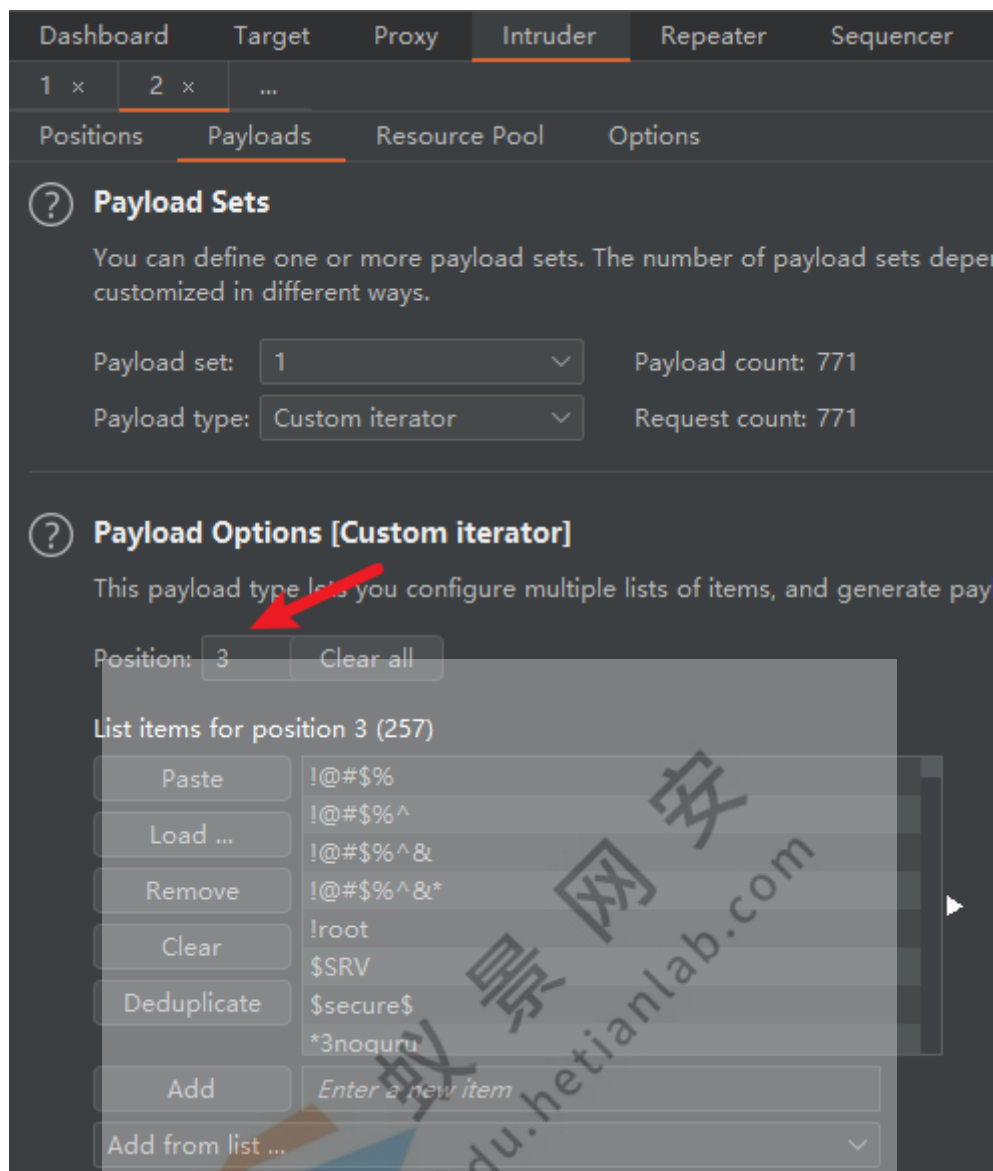 Dashboard Target Proxy Intruder Repeater Sequencer
1 × 2 × ...
Positions Payloads Resource Pool Options
? Payload Sets
You can define one or more payload sets. The number of payload sets
customized in different ways.
Payload set: 1 Payload count: 771
Payload type: Custom iterator Request count: 771
? Payload Options [Custom iterator]
This payload type lets you configure multiple lists of items, and generate
Position: 3 Clear all
List items for position 3 (257)
Paste !@#$%
!@#$%^
Load ...
!@#$%^&
Remove !@#$%^&*
!root
Clear
$SRV
Deduplicate $secure$
*3noguru
Add Enter a new item
Add from list ...
蚁景网安
edu.hetianlab.com